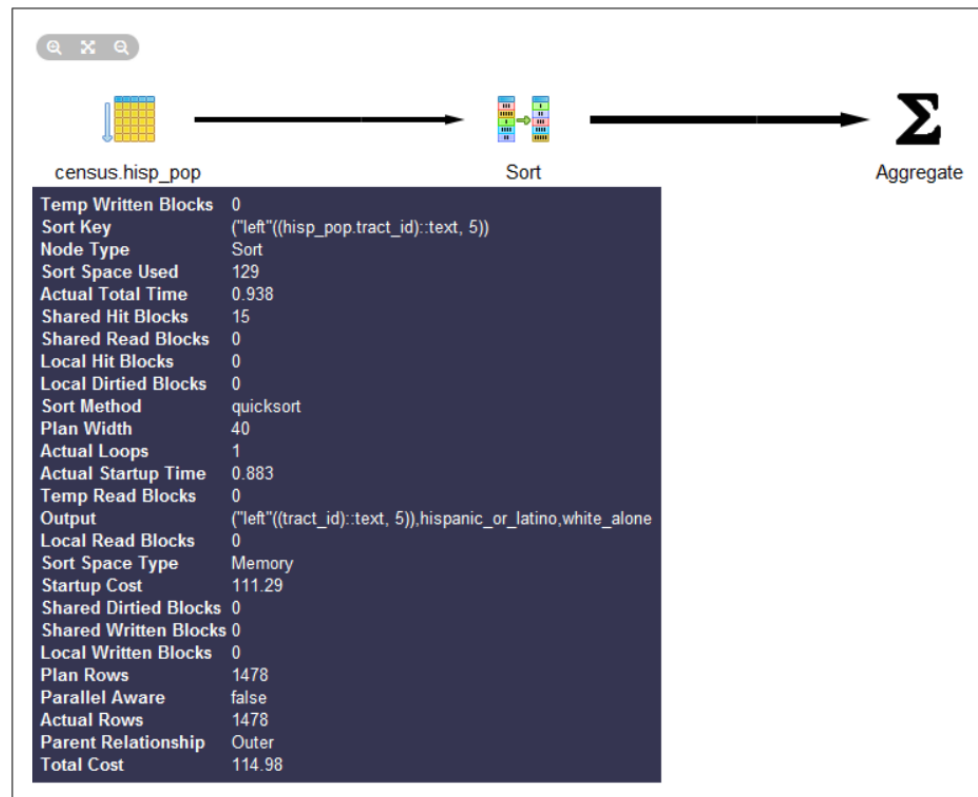 census.hisp_pop Sort Aggregate
Temp Written Blocks 0
Sort Key ("left"((hisp_pop.tract_id)::text, 5))
Node Type Sort
Sort Space Used 129
Actual Total Time 0.938
Shared Hit Blocks 15
Shared Read Blocks 0
Local Hit Blocks 0
Local Dirtied Blocks 0
Sort Method quicksort
Plan Width 40
Actual Loops 1
Actual Startup Time 0.883
Temp Read Blocks 0
Output ("left"((tract_id)::text, 5)),hispanic_or_latino,white_alone
Local Read Blocks 0
Sort Space Type Memory
Startup Cost 111.29
Shared Dirtied Blocks 0
Shared Written Blocks 0
Local Written Blocks 0
Plan Rows 1478
Parallel Aware false
Actual Rows 1478
Parent Relationship Outer
Total Cost 114.98